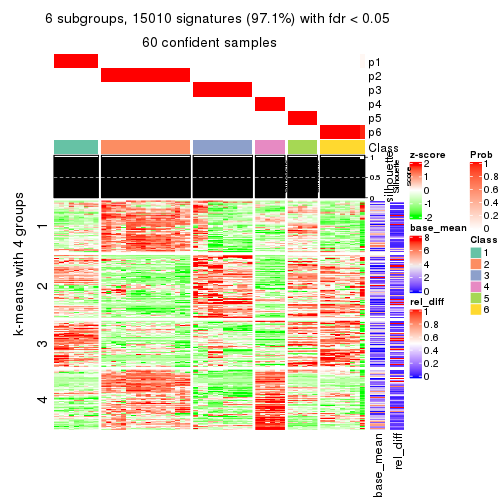 6 subgroups, 15010 signatures (97.1%) with fdr < 0.05
60 confident samples
p1
p2
p3
p4
p5
p6
Class
1
0.5
0
silhouette
Silhouette
score
k-means with 4 groups
1
2
3
4
base_mean
rel_diff
z-score
2
1
0
-1
-2
base_mean
8
6
4
2
0
rel_diff
1
0.8
0.6
0.4
0.2
0
Prob
1
0.8
0.6
0.4
0.2
0
Class
1
2
3
4
5
6